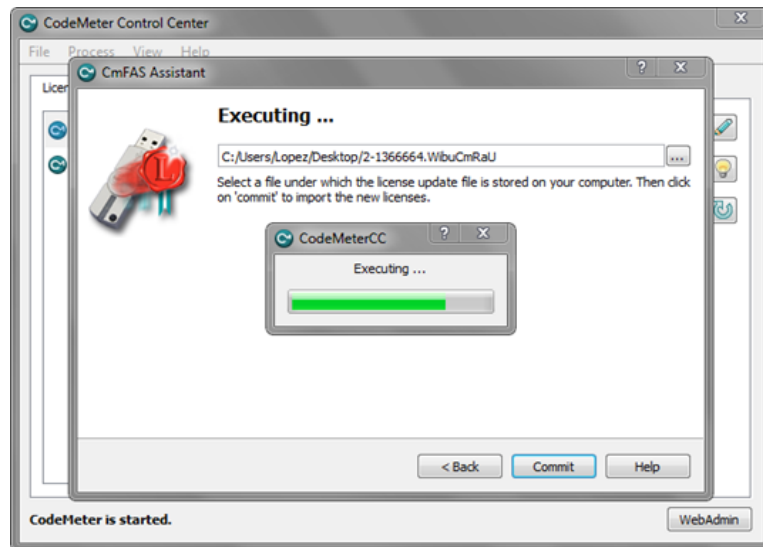 CodeMeter Control Center
File Process View Help
CmFAS Assistant
Licen
Executing ...
C:/Users/Lopez/Desktop/2-1366664.WibuCmRaU
...
Select a file under which the license update file is stored on your computer. Then click
on 'commit' to import the new licenses.
L
CodeMeterCC
Executing ...
< Back Commit Help
CodeMeter is started.
WebAdmin